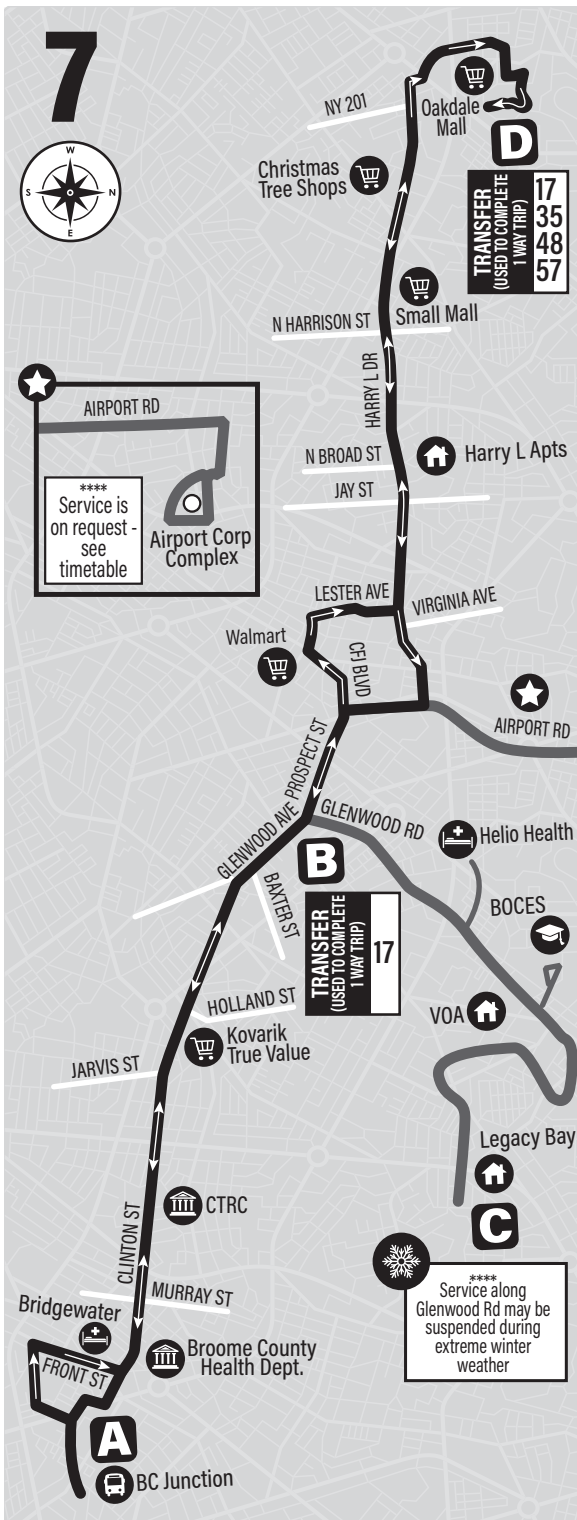 7
W
S
N
E
NY 201
Oakdale
Mall
D
Christmas
Tree Shops
TRANSFER
(USED TO COMPLETE
1 WAY TRIP)
17
35
48
57
N HARRISON ST
Small Mall
HARRY L DR
AIRPORT RD
****
Service is
on request -
see
timetable
Airport Corp
Complex
N BROAD ST
Harry L Apts
JAY ST
LESTER AVE
VIRGINIA AVE
Walmart
CFJ BLVD
AIRPORT RD
PROSPECT ST
GLENWOOD AVE
GLENWOOD RD
Helio Health
B
BAXTER ST
BOCES
TRANSFER
(USED TO COMPLETE
1 WAY TRIP)
17
HOLLAND ST
VOA
Kovarik
True Value
JARVIS ST
Legacy Bay
C
CTRC
CLINTON ST
****
Service along
Glenwood Rd may be
suspended during
extreme winter
weather
MURRAY ST
Bridgewater
Broome County
Health Dept.
FRONT ST
A
BC Junction